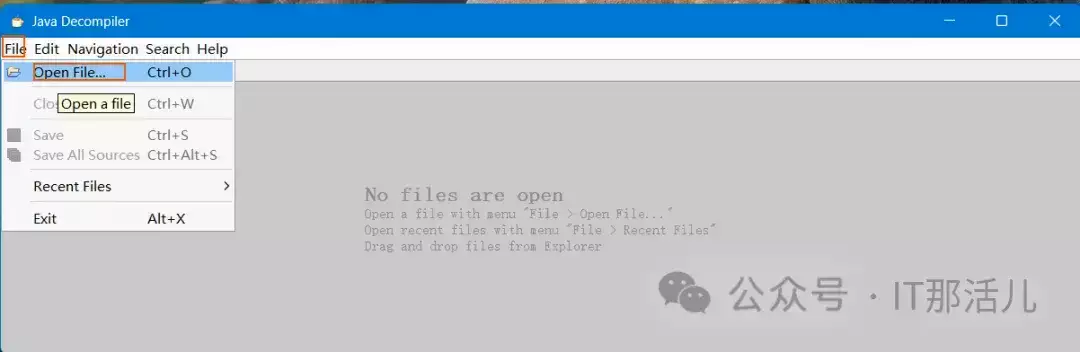 Java Decompiler
File Edit Navigation Search Help
Open File... Ctrl+O
Clo Open a file Ctrl+W
Save Ctrl+S
Save All Sources Ctrl+Alt+S
Recent Files
Exit Alt+X
No files are open
Open a file with menu "File > Open File..."
Open recent files with menu "File > Recent Files"
Drag and drop files from Explorer
公众号 · IT那活儿